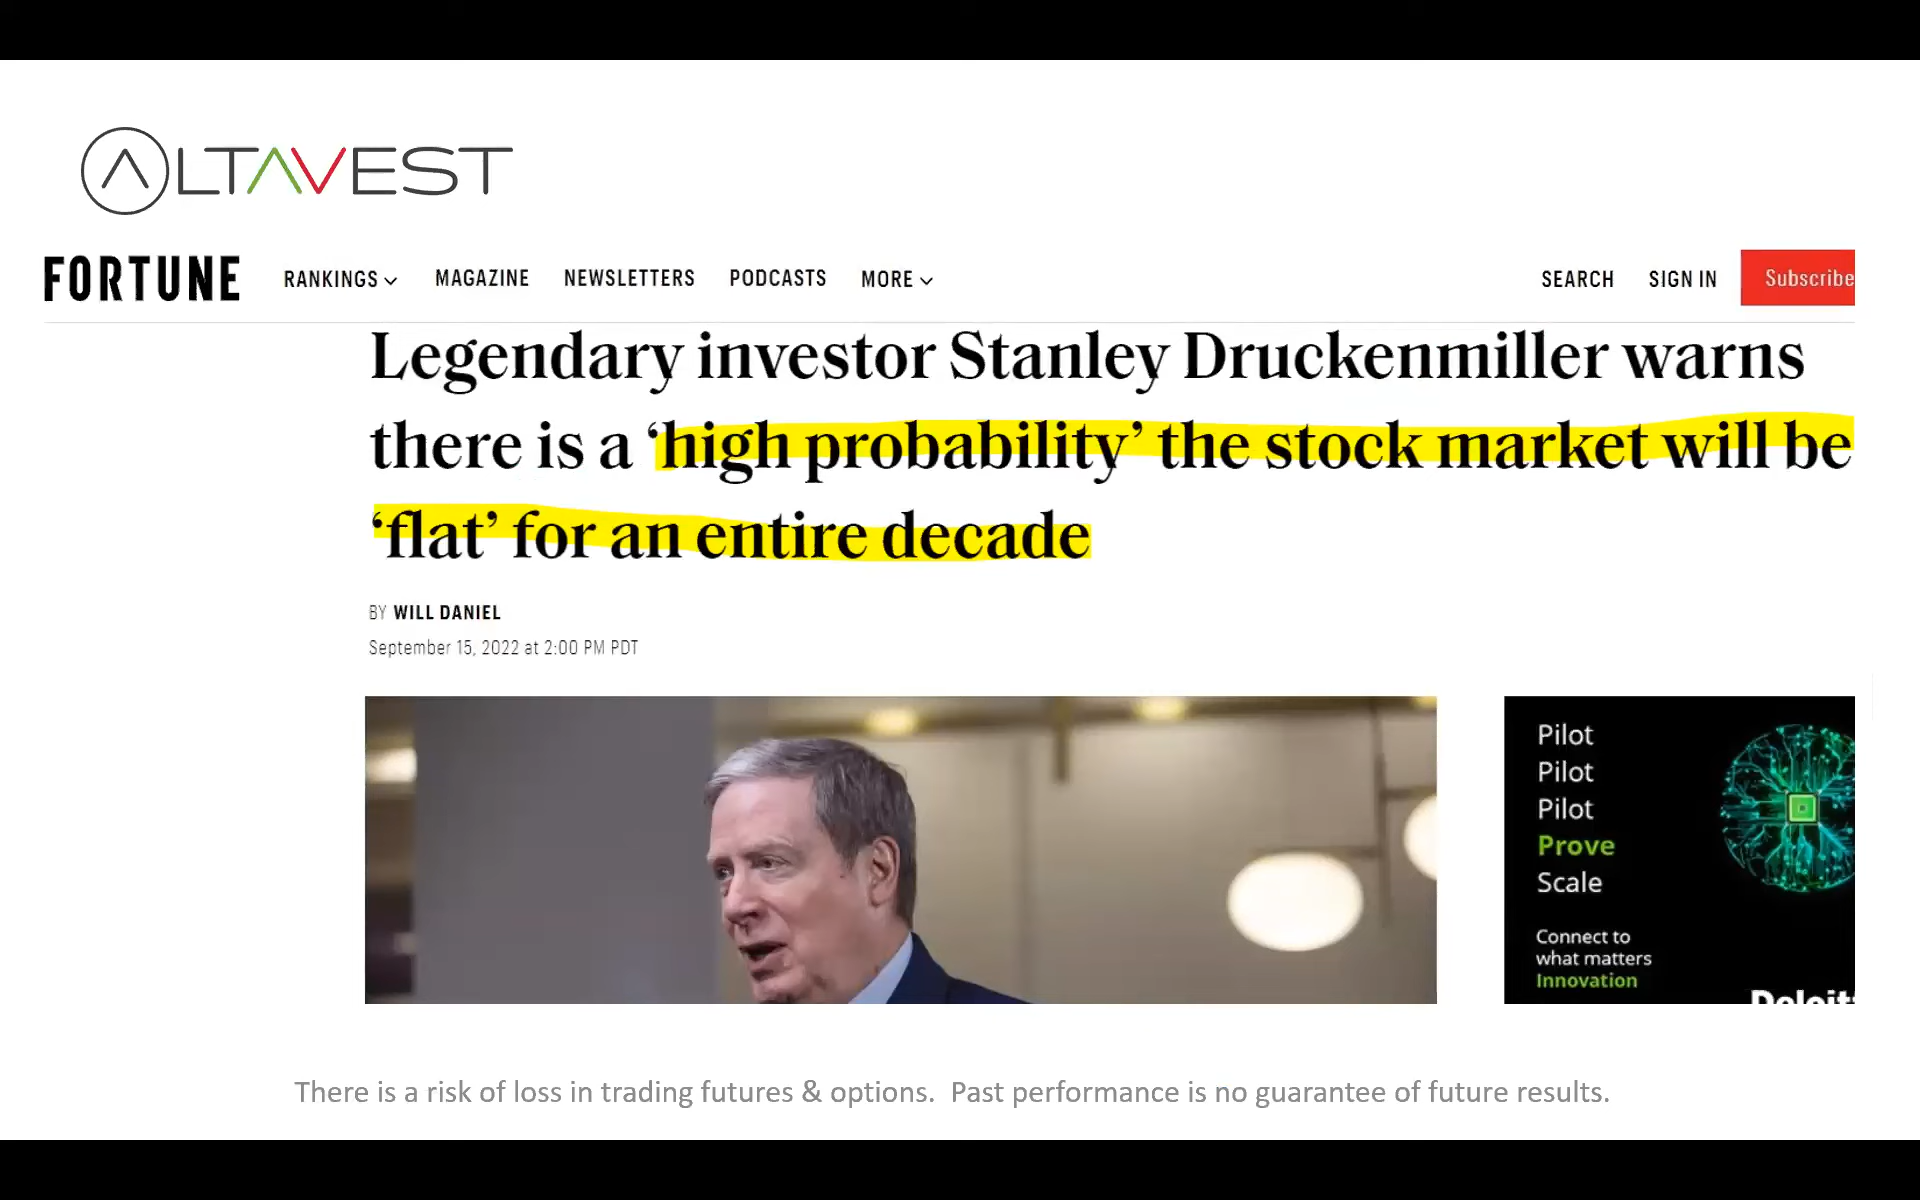 ALTAVEST
FORTUNE RANKINGS MAGAZINE NEWSLETTERS PODCASTS MORE SEARCH SIGN IN Subscribe
Legendary investor Stanley Druckenmiller warns
there is a ‘high probability’ the stock market will be
‘flat’ for an entire decade
BY WILL DANIEL
September 15, 2022 at 2:00 PM PDT
Pilot
Pilot
Pilot
Prove
Scale
Connect to
what matters
Innovation
There is a risk of loss in trading futures & options. Past performance is no guarantee of future results.